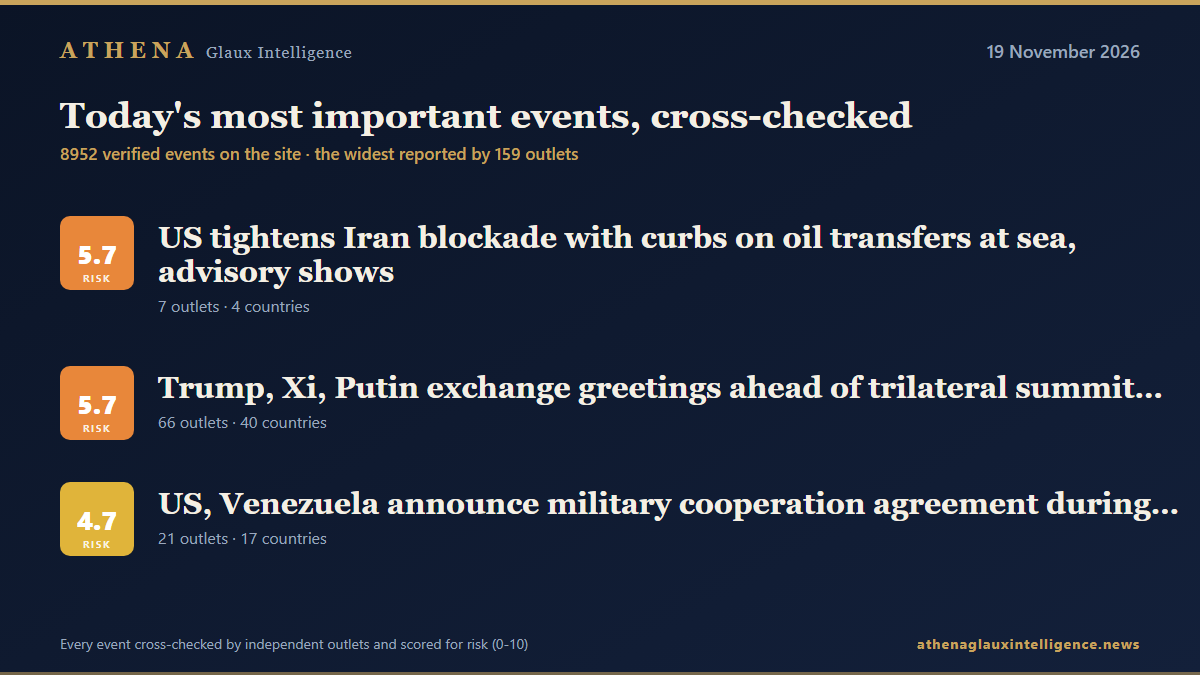 ATHENA Glaux Intelligence
19 November 2026
Today's most important events, cross-checked
8952 verified events on the site · the widest reported by 159 outlets
5.7
RISK
US tightens Iran blockade with curbs on oil transfers at sea,
advisory shows
7 outlets · 4 countries
5.7
RISK
Trump, Xi, Putin exchange greetings ahead of trilateral summit...
66 outlets · 40 countries
4.7
RISK
US, Venezuela announce military cooperation agreement during...
21 outlets · 17 countries
Every event cross-checked by independent outlets and scored for risk (0-10)
athenaglauxintelligence.news